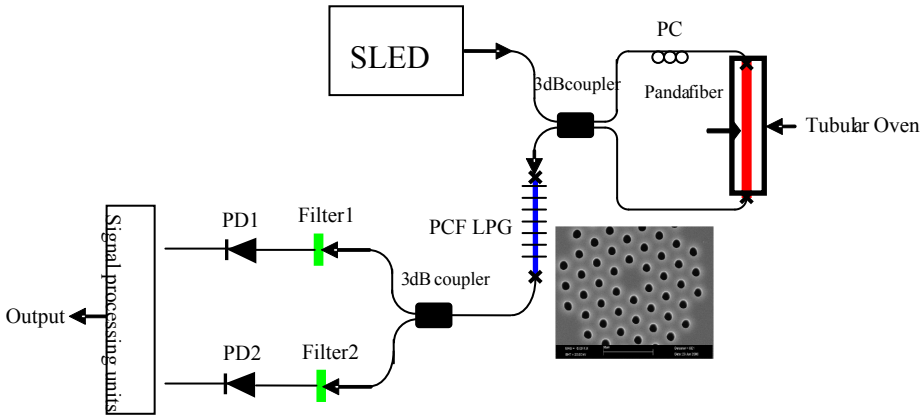 PC
SLED
3dBcoupler
Pandafiber
Tubular Oven
PD1
Filter1
PCF LPG
3dB coupler
Signal processing units
Output
PD2
Filter2